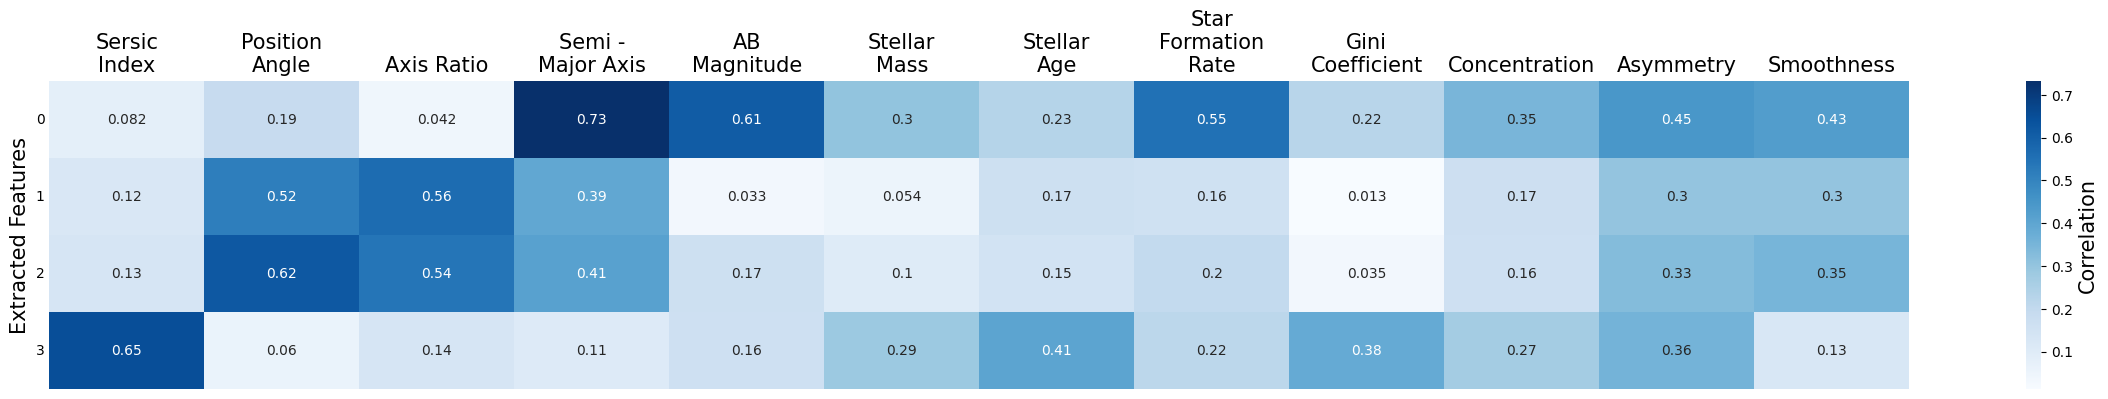 Sersic
Index
Position
Angle
Axis Ratio
Semi -
Major Axis
AB
Magnitude
Stellar
Mass
Stellar
Age
Star
Formation
Rate
Gini
Coefficient
Concentration
Asymmetry
Smoothness
Extracted Features
0 0.082 0.19 0.042 0.73 0.61 0.3 0.23 0.55 0.22 0.35 0.45 0.43
1 0.12 0.52 0.56 0.39 0.033 0.054 0.17 0.16 0.013 0.17 0.3 0.3
2 0.13 0.62 0.54 0.41 0.17 0.1 0.15 0.2 0.035 0.16 0.33 0.35
3 0.65 0.06 0.14 0.11 0.16 0.29 0.41 0.22 0.38 0.27 0.36 0.13
0.7
0.6
0.5
0.4
0.3
0.2
0.1
Correlation